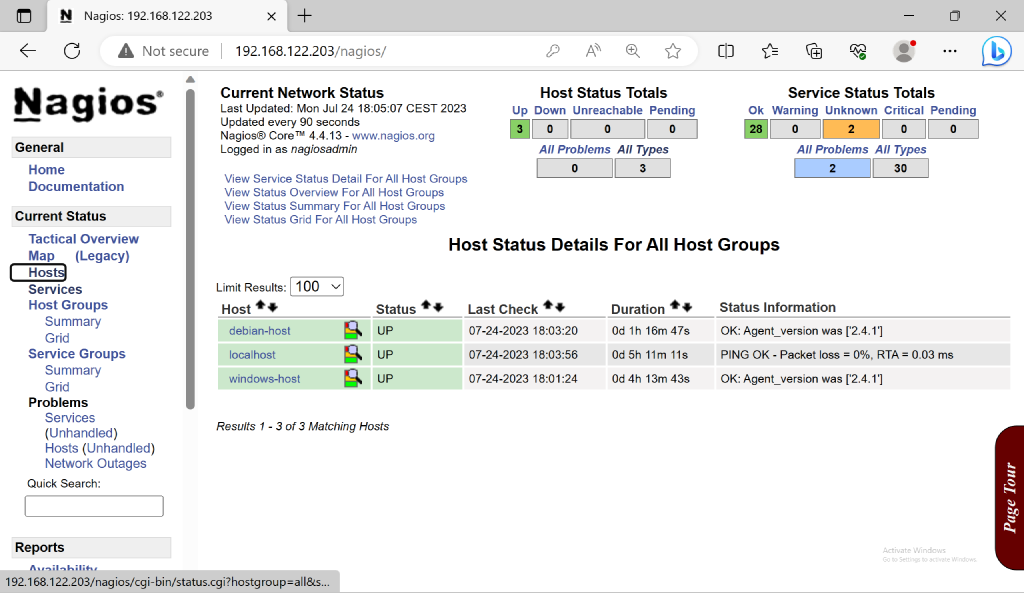 Nagios: 192.168.122.203
Not secure
192.168.122.203/nagios/
Nagios®
General
Home
Documentation
Current Status
Tactical Overview
Map (Legacy)
Hosts
Services
Host Groups
Summary
Grid
Service Groups
Summary
Grid
Problems
Services
(Unhandled)
Hosts (Unhandled)
Network Outages
Quick Search:
Reports
Availability
Current Network Status
Last Updated: Mon Jul 24 18:05:07 CEST 2023
Updated every 90 seconds
Nagios® Core™ 4.4.13 - www.nagios.org
Logged in as nagiosadmin
View Service Status Detail For All Host Groups
View Status Overview For All Host Groups
View Status Summary For All Host Groups
View Status Grid For All Host Groups
Host Status Totals
Up Down Unreachable Pending
3 0 0 0
All Problems All Types
0 3
Service Status Totals
Ok Warning Unknown Critical Pending
28 0 2 0 0
All Problems All Types
2 30
Host Status Details For All Host Groups
Limit Results: 100
Host Status Last Check Duration Status Information
debian-host UP 07-24-2023 18:03:20 0d 1h 16m 47s OK: Agent_version was ['2.4.1']
localhost UP 07-24-2023 18:03:56 0d 5h 11m 11s PING OK - Packet loss = 0%, RTA = 0.03 ms
windows-host UP 07-24-2023 18:01:24 0d 4h 13m 43s OK: Agent_version was ['2.4.1']
Results 1 - 3 of 3 Matching Hosts
Page Tour
Activate Windows
Go to Settings to activate Windows.
192.168.122.203/nagios/cgi-bin/status.cgi?hostgroup=all&s...